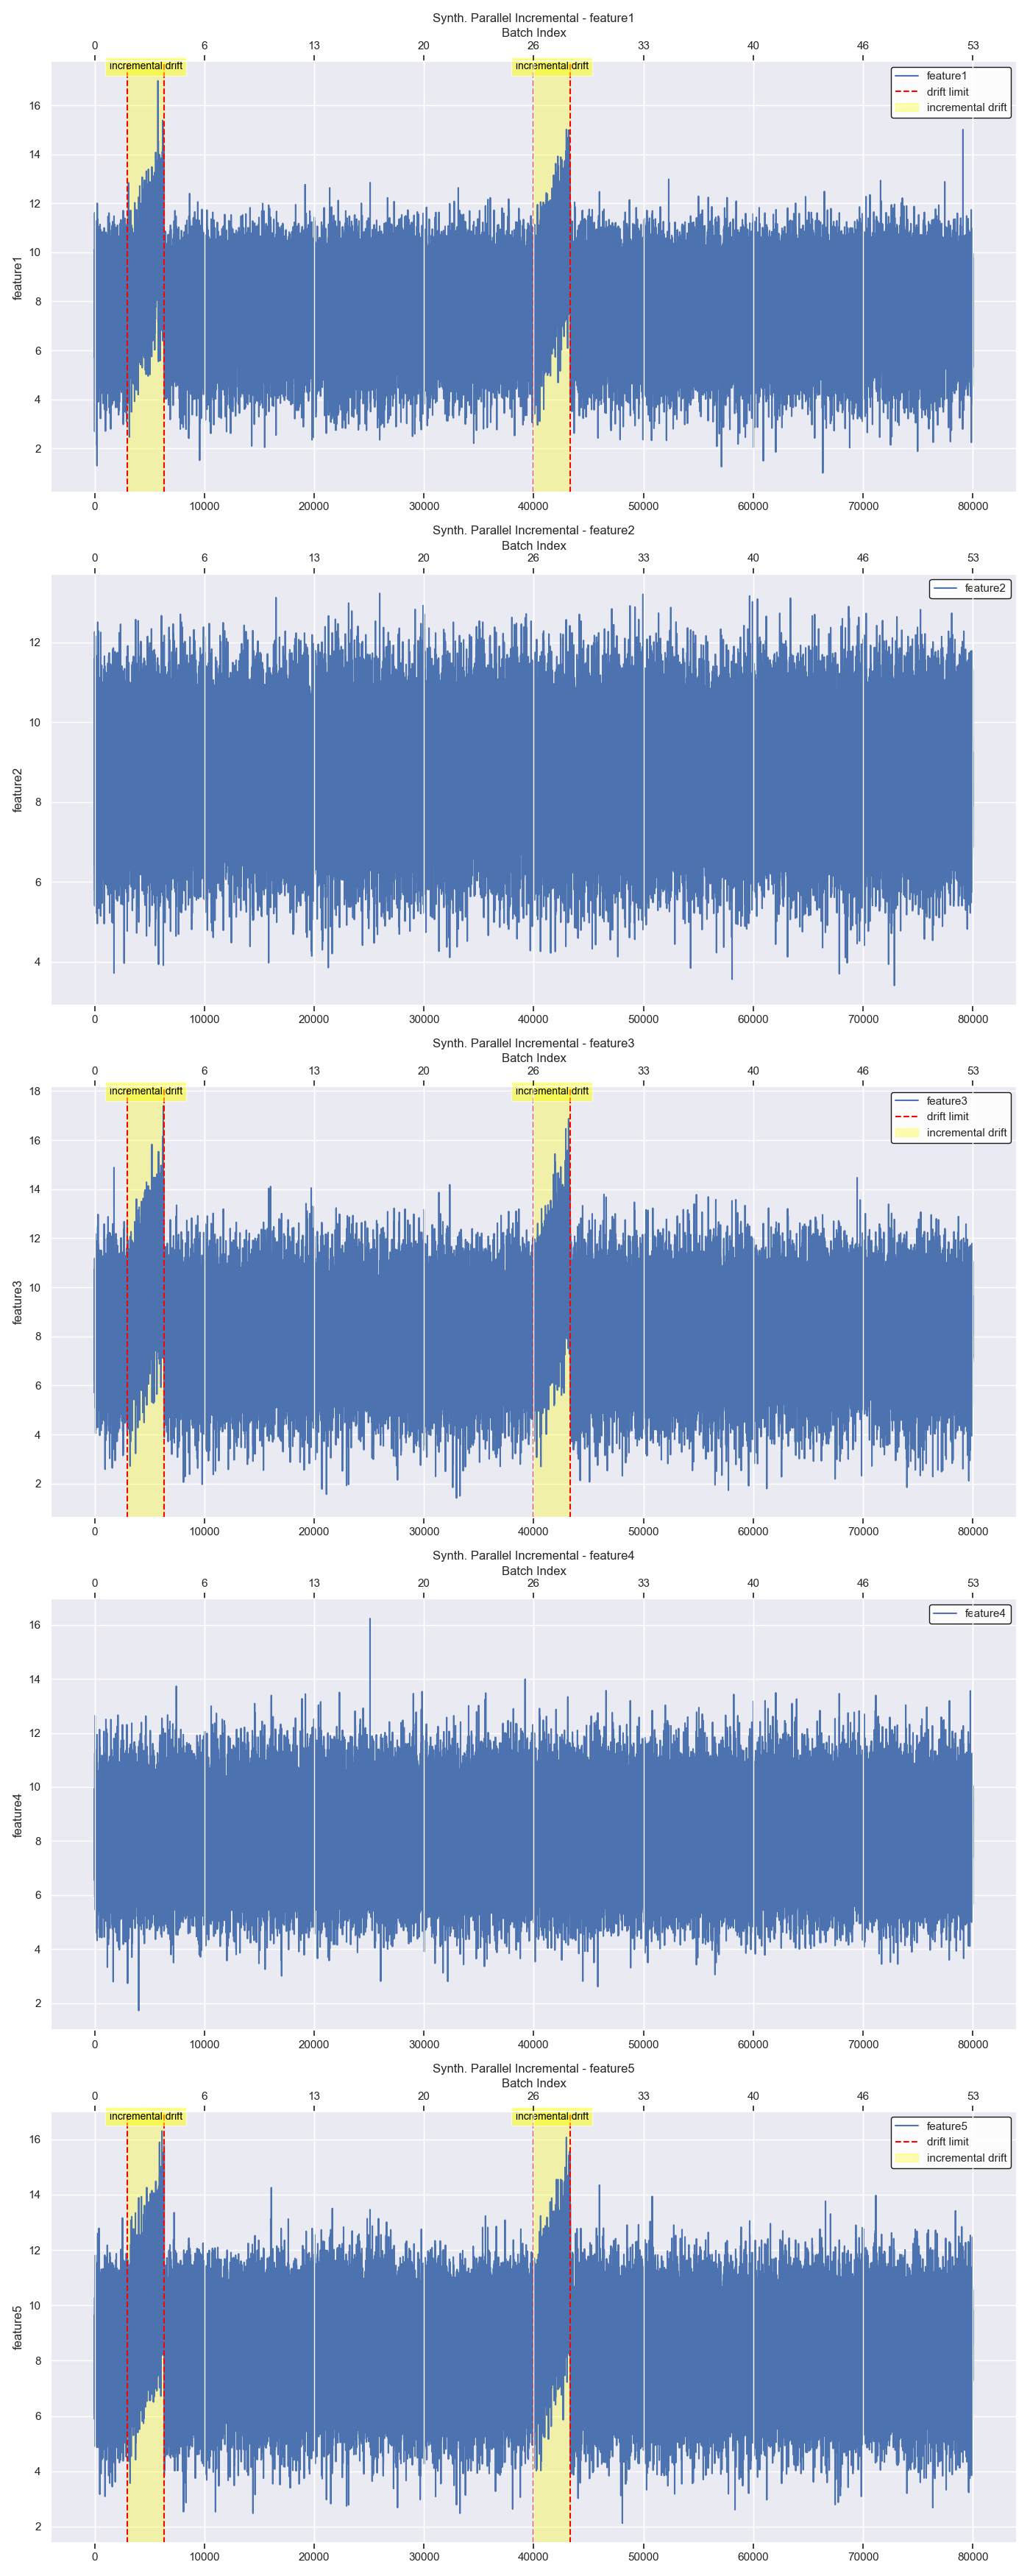 Synth. Parallel Incremental - feature1
Batch Index
0 6 13 20 26 33 40 46 53
incremental drift incremental drift
feature1
drift limit
incremental drift
16
14
12
10
8
6
4
2
feature1
0 10000 20000 30000 40000 50000 60000 70000 80000
Synth. Parallel Incremental - feature2
Batch Index
0 6 13 20 26 33 40 46 53
feature2
12
10
8
6
4
feature2
0 10000 20000 30000 40000 50000 60000 70000 80000
Synth. Parallel Incremental - feature3
Batch Index
0 6 13 20 26 33 40 46 53
incremental drift incremental drift
feature3
drift limit
incremental drift
18
16
14
12
10
8
6
4
2
feature3
0 10000 20000 30000 40000 50000 60000 70000 80000
Synth. Parallel Incremental - feature4
Batch Index
0 6 13 20 26 33 40 46 53
feature4
16
14
12
10
8
6
4
2
feature4
0 10000 20000 30000 40000 50000 60000 70000 80000
Synth. Parallel Incremental - feature5
Batch Index
0 6 13 20 26 33 40 46 53
incremental drift incremental drift
feature5
drift limit
incremental drift
16
14
12
10
8
6
4
2
feature5
0 10000 20000 30000 40000 50000 60000 70000 80000